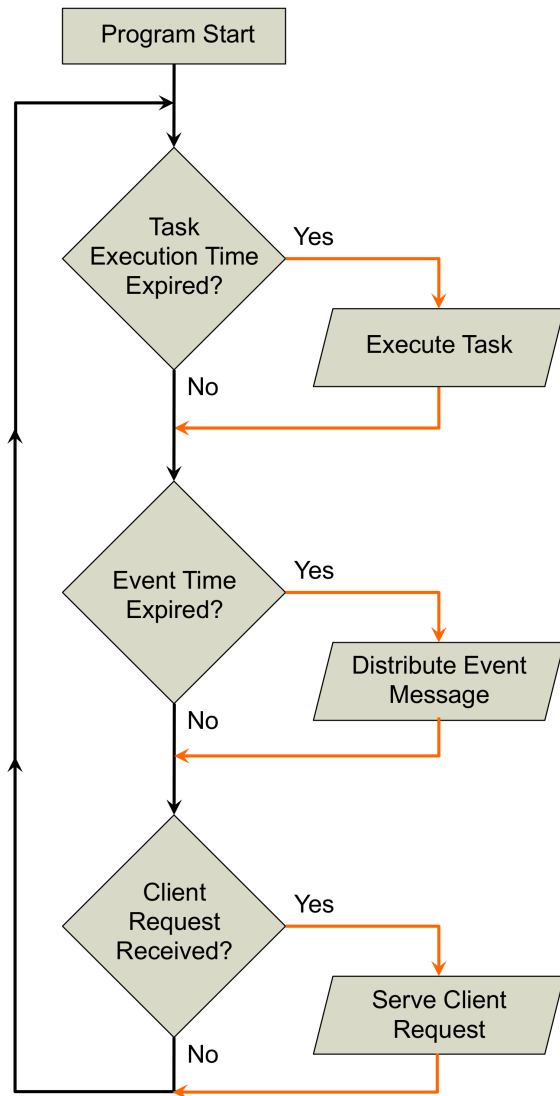 Program Start
Task
Execution Time
Expired?
Yes
Execute Task
No
Event Time
Expired?
Yes
Distribute Event
Message
No
Client
Request
Received?
Yes
Serve Client
Request
No